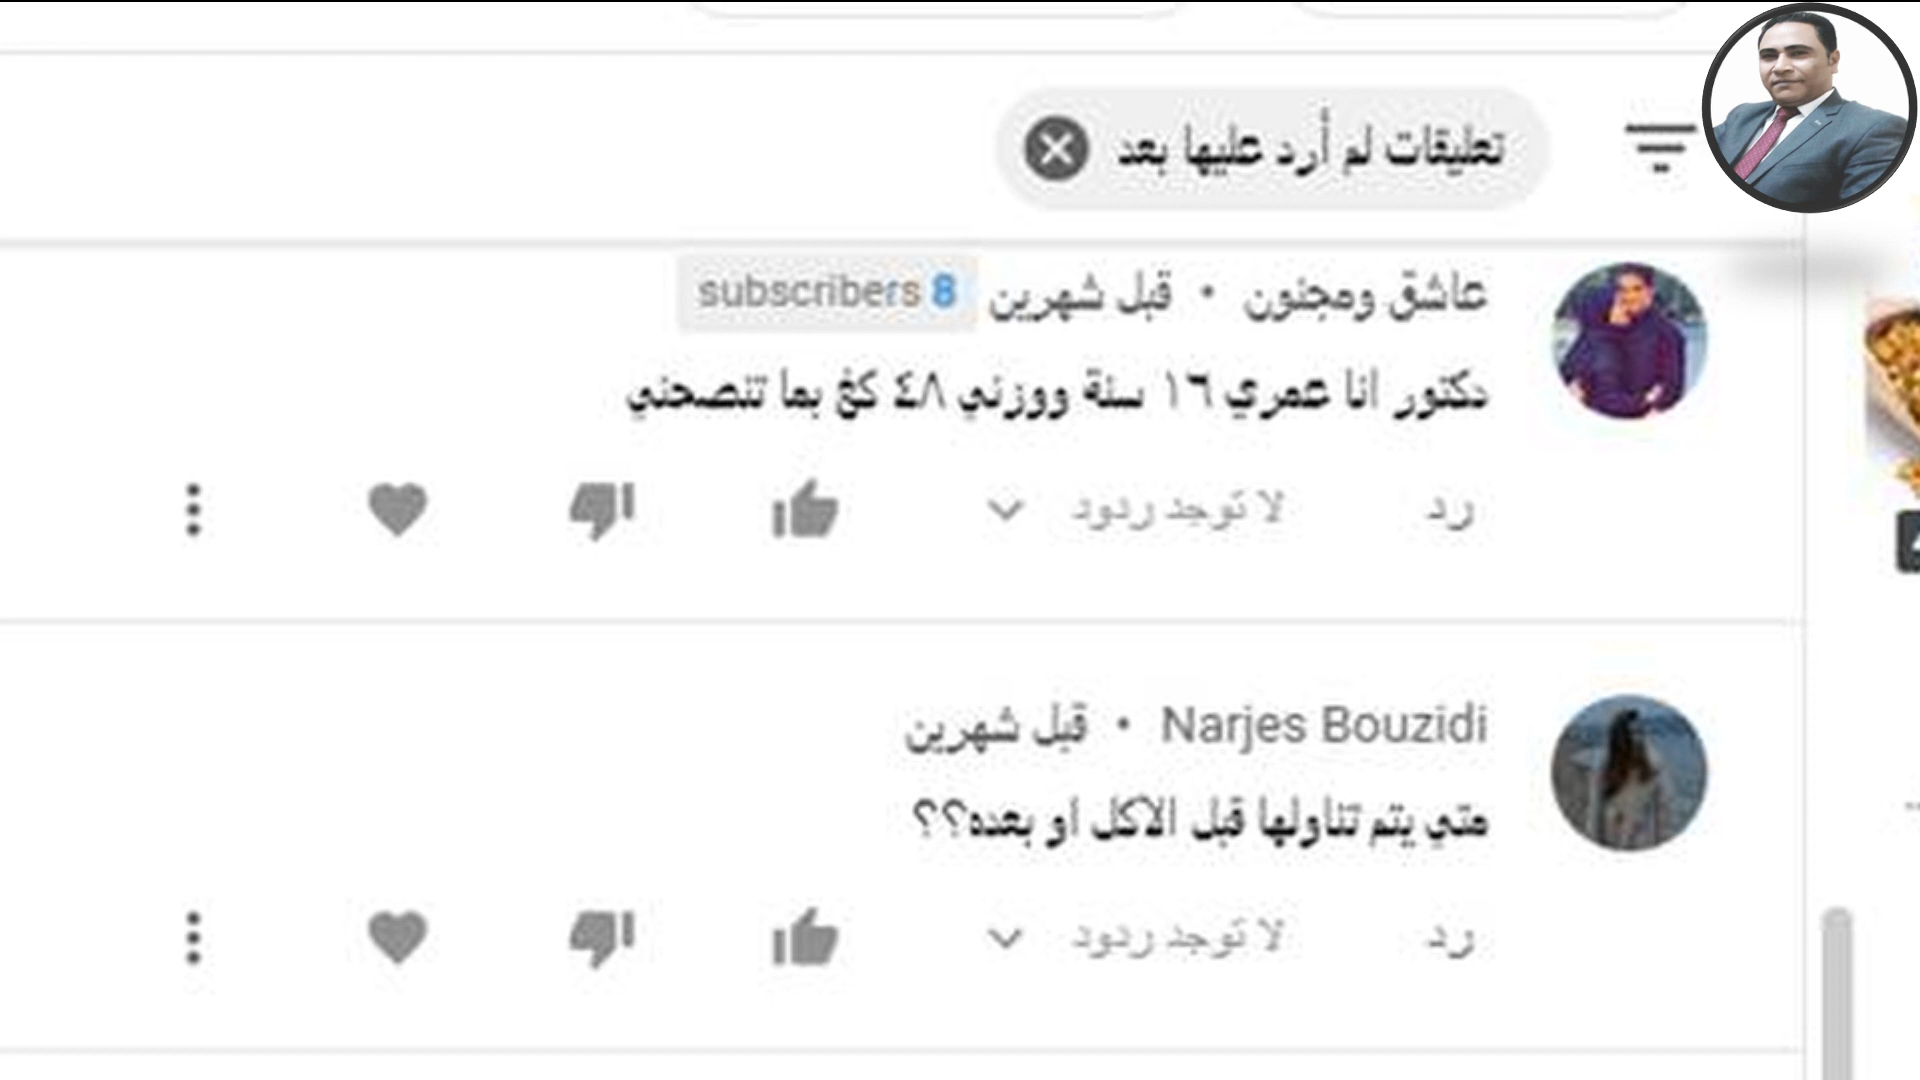 تعليقات لم أرد عليها بعد
عاشق ومجنون • قبل شهرين 8 subscribers
دكتور انا عمري ١٦ سنة ووزني ٤٨ كغ بما تنصحني
رد لا توجد ردود
Narjes Bouzidi • قبل شهرين
متي يتم تناولها قبل الاكل او بعده؟؟
رد لا توجد ردود